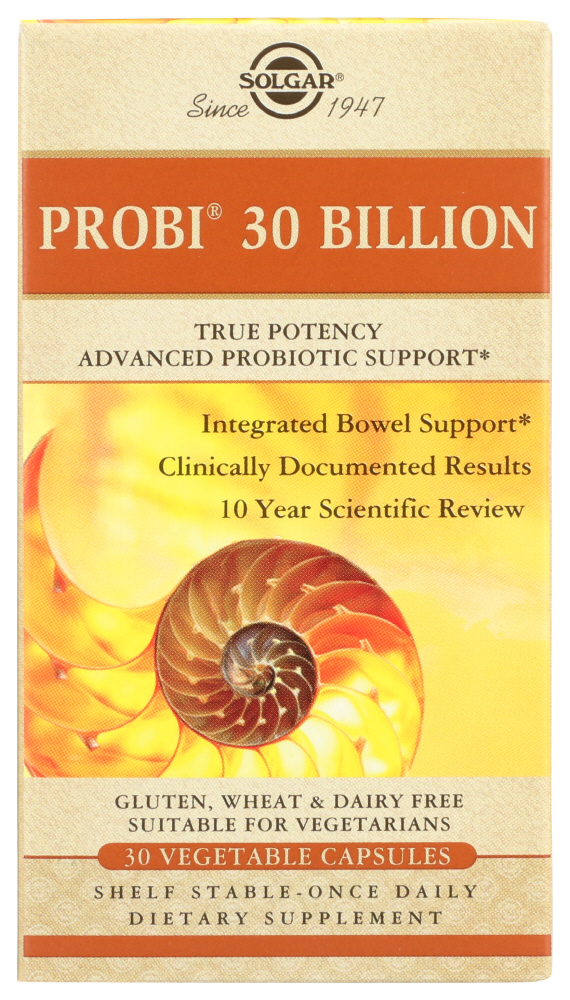 SOLGAR®
Since 1947
PROBI® 30 BILLION
TRUE POTENCY
ADVANCED PROBIOTIC SUPPORT*
Integrated Bowel Support*
Clinically Documented Results
10 Year Scientific Review
GLUTEN, WHEAT & DAIRY FREE
SUITABLE FOR VEGETARIANS
30 VEGETABLE CAPSULES
SHELF STABLE-ONCE DAILY
DIETARY SUPPLEMENT